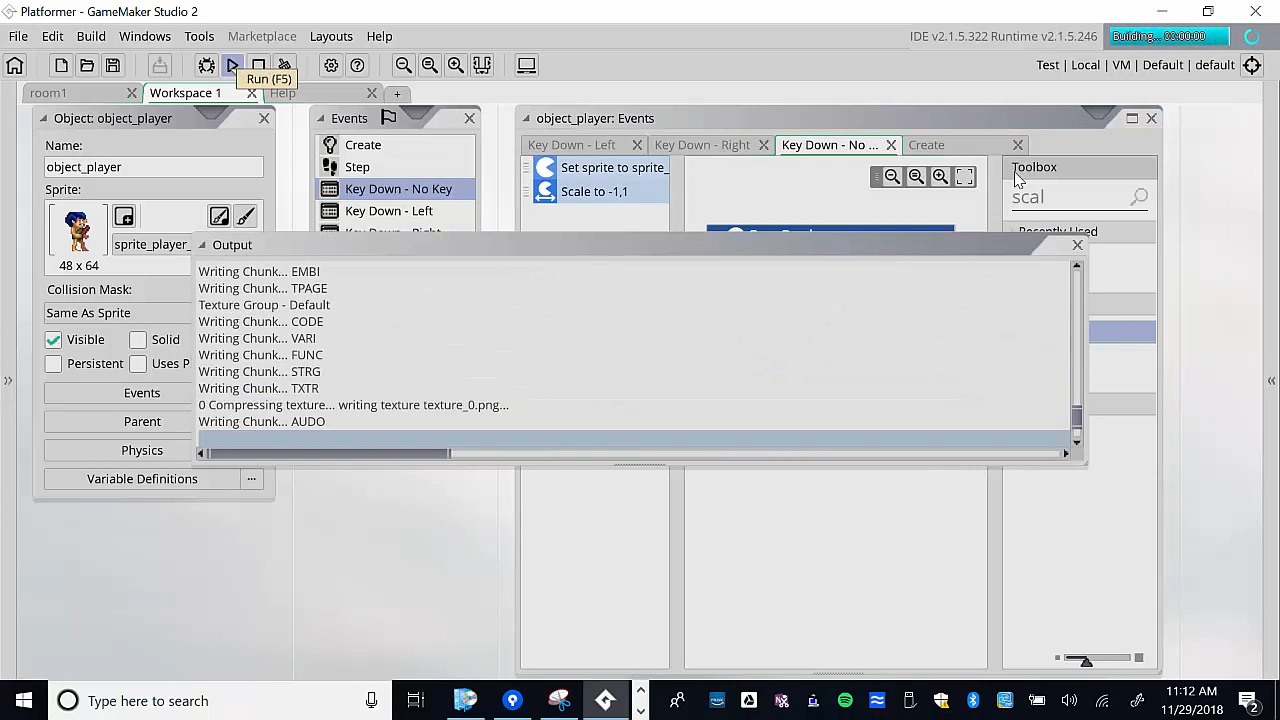 Platformer - GameMaker Studio 2
File Edit Build Windows Tools Marketplace Layouts Help
IDE v2.1.5.322 Runtime v2.1.5.246
Building... 00:00:00
Run (F5)
Test | Local | VM | Default | default
room1
Workspace 1
Help
Object: object_player
Name:
object_player
Sprite:
sprite_player_
48 x 64
Collision Mask:
Same As Sprite
Visible
Solid
Persistent
Uses P
Events
Parent
Physics
Variable Definitions
Events
Create
Step
Key Down - No Key
Key Down - Left
object_player: Events
Key Down - Left
Key Down - Right
Key Down - No ...
Create
Set sprite to sprite_
Scale to -1,1
Toolbox
scal
Recently Used
Output
Writing Chunk... EMBI
Writing Chunk... TPAGE
Texture Group - Default
Writing Chunk... CODE
Writing Chunk... VARI
Writing Chunk... FUNC
Writing Chunk... STRG
Writing Chunk... TXTR
0 Compressing texture... writing texture texture_0.png...
Writing Chunk... AUDO
Type here to search
11:12 AM
11/29/2018
2